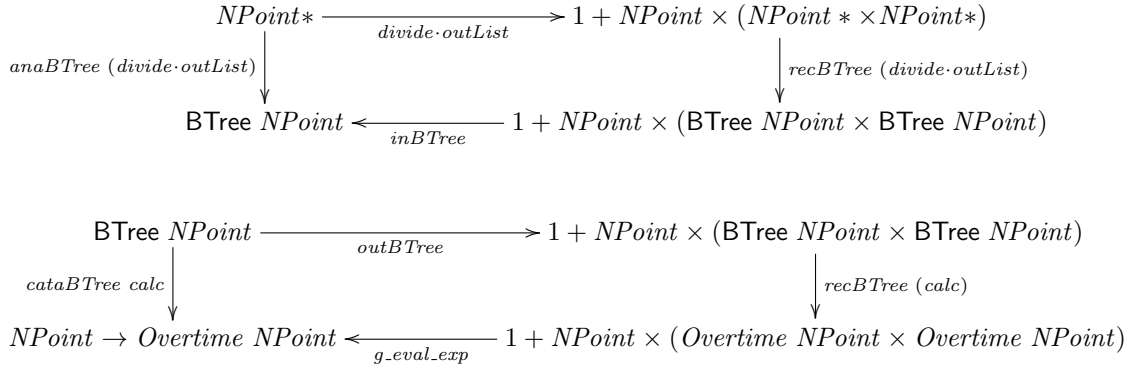 NPoint∗ 1 + NPoint × (NPoint ∗ ×NPoint∗)
divide·outList
anaBTree (divide·outList) recBTree (divide·outList)
BTree NPoint 1 + NPoint × (BTree NPoint × BTree NPoint)
inBTree
BTree NPoint 1 + NPoint × (BTree NPoint × BTree NPoint)
outBTree
cataBTree calc recBTree (calc)
NPoint → Overtime NPoint 1 + NPoint × (Overtime NPoint × Overtime NPoint)
g_eval_exp